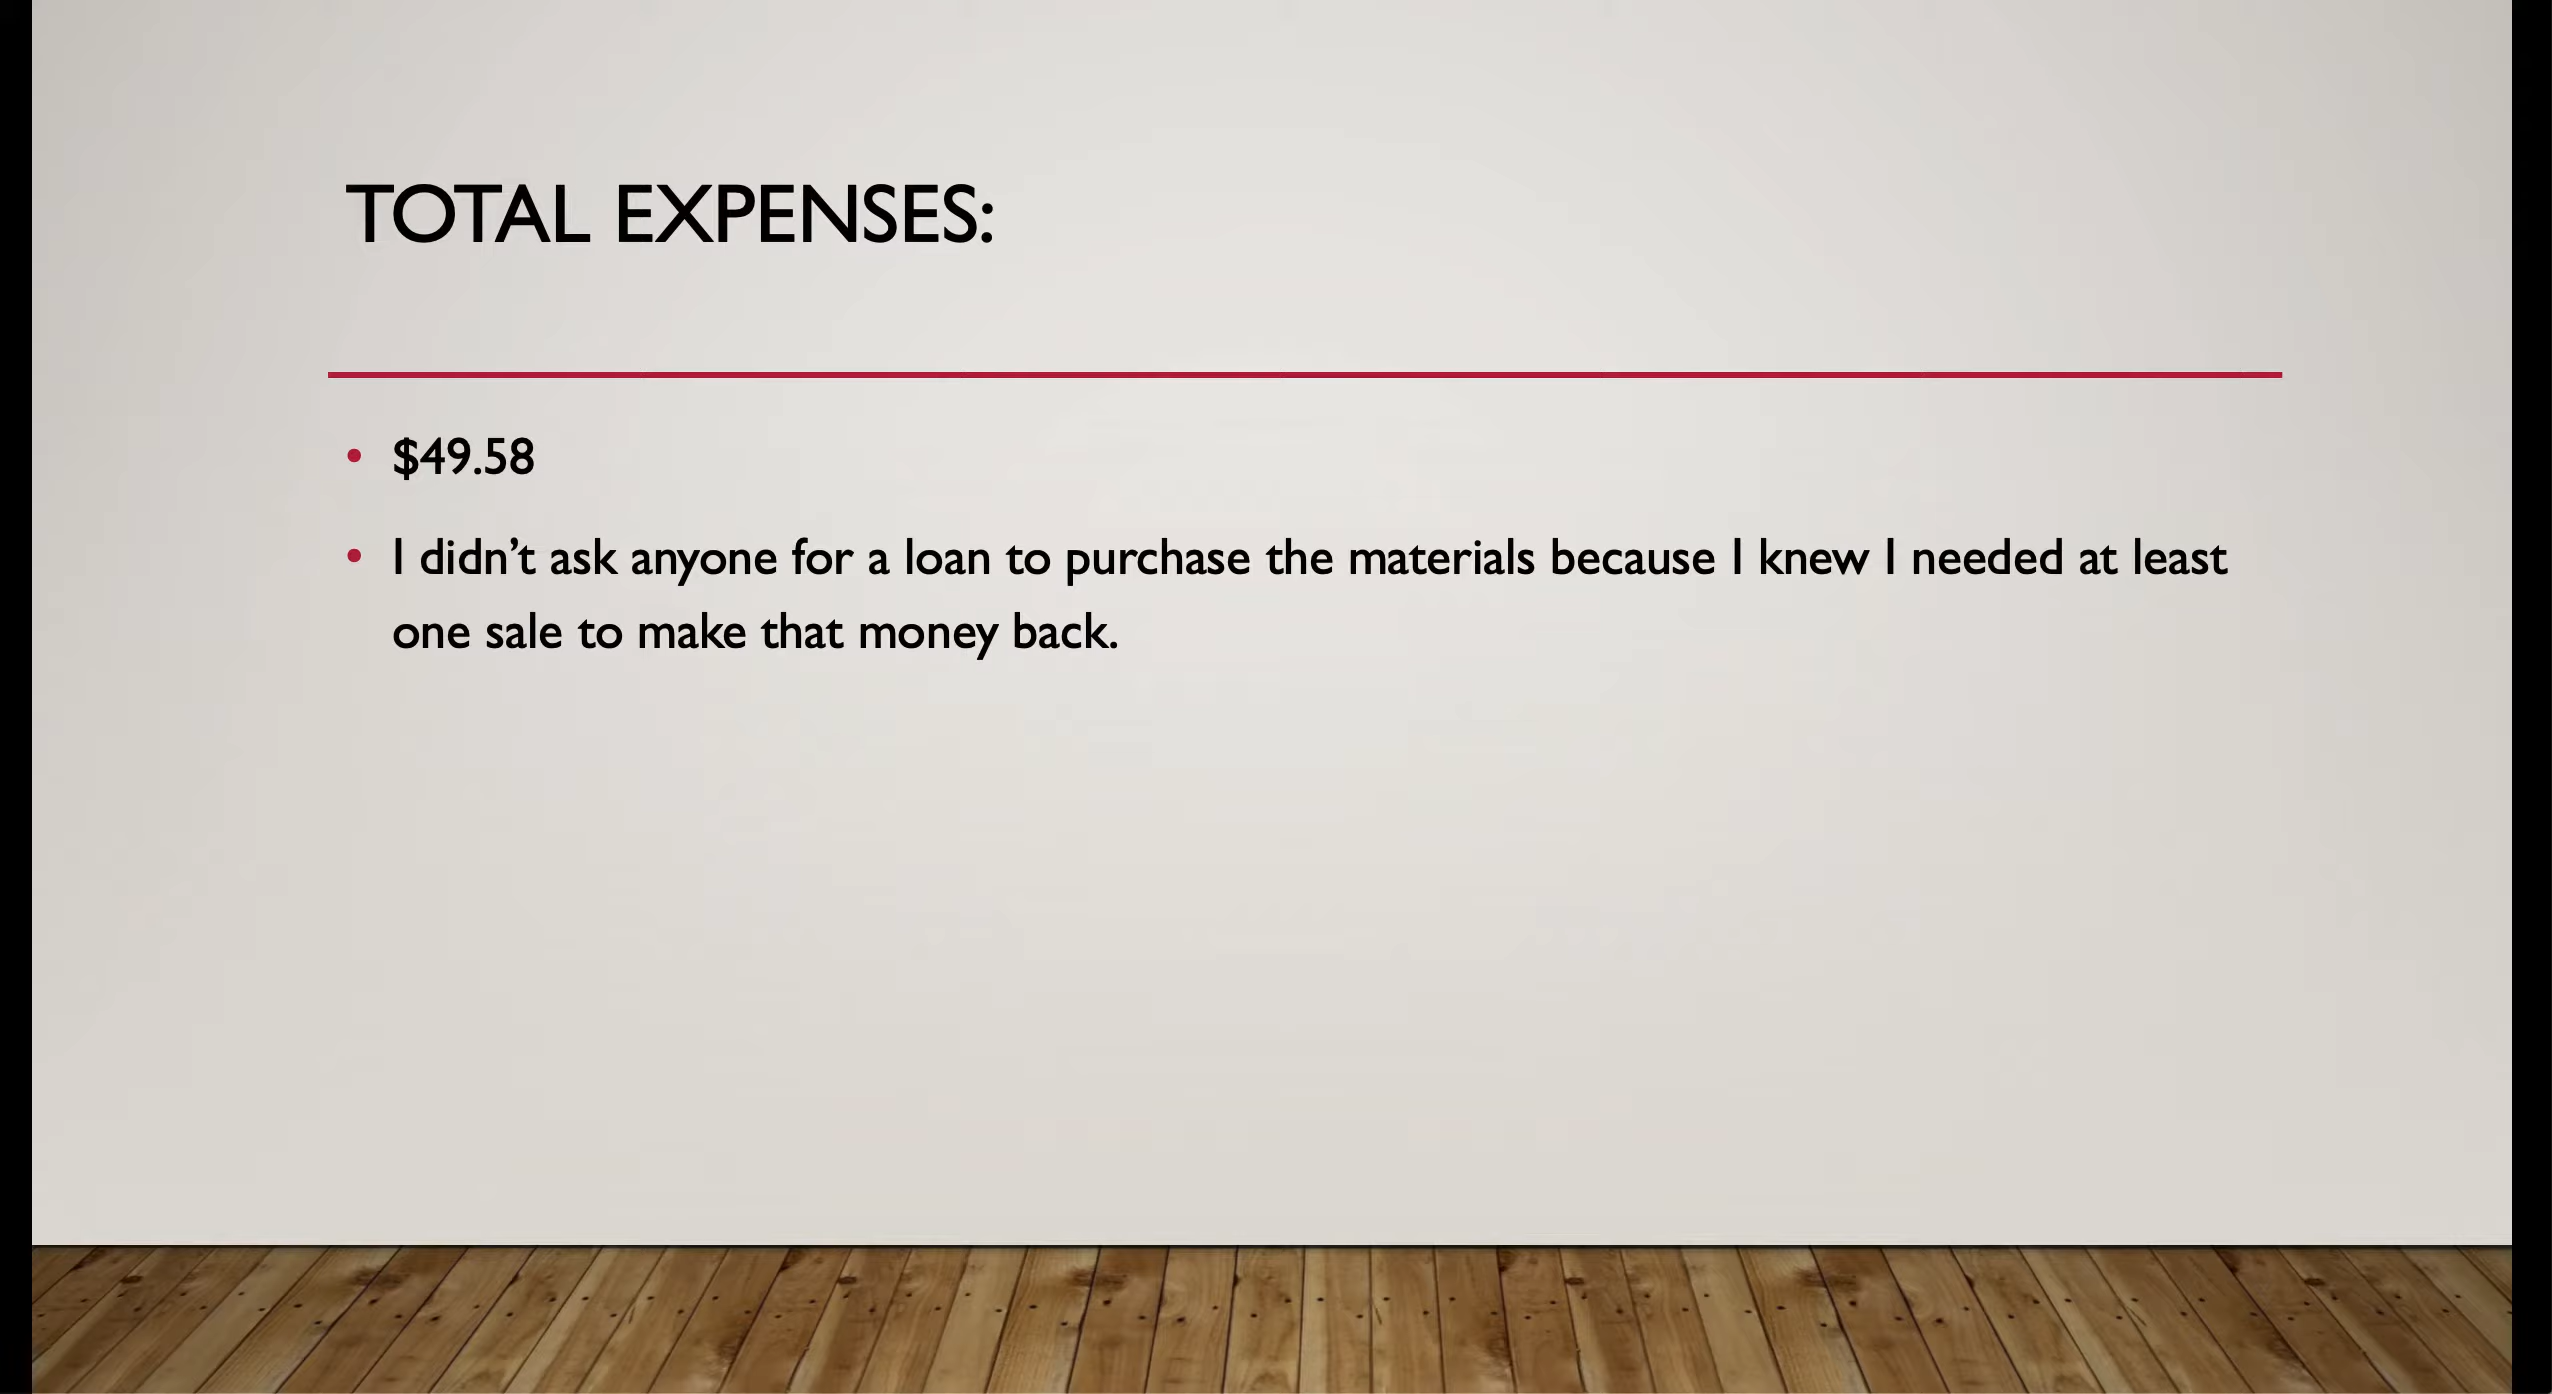 TOTAL EXPENSES:
• $49.58
• I didn’t ask anyone for a loan to purchase the materials because I knew I needed at least
one sale to make that money back.